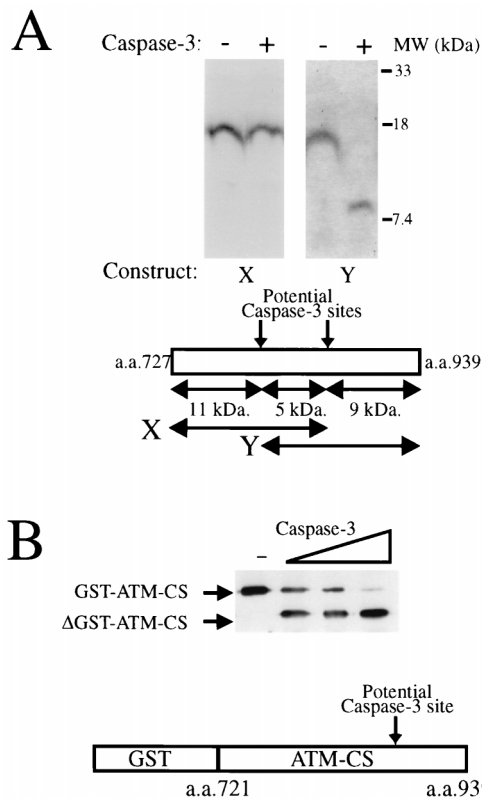 A
Caspase-3: - + - + MW (kDa)
33
18
7.4
Construct: X Y
Potential
Caspase-3 sites
a.a.727 a.a.939
11 kDa. 5 kDa. 9 kDa.
X
Y
B
Caspase-3
–
GST-ATM-CS
ΔGST-ATM-CS
Potential
Caspase-3 site
GST ATM-CS
a.a.721 a.a.93